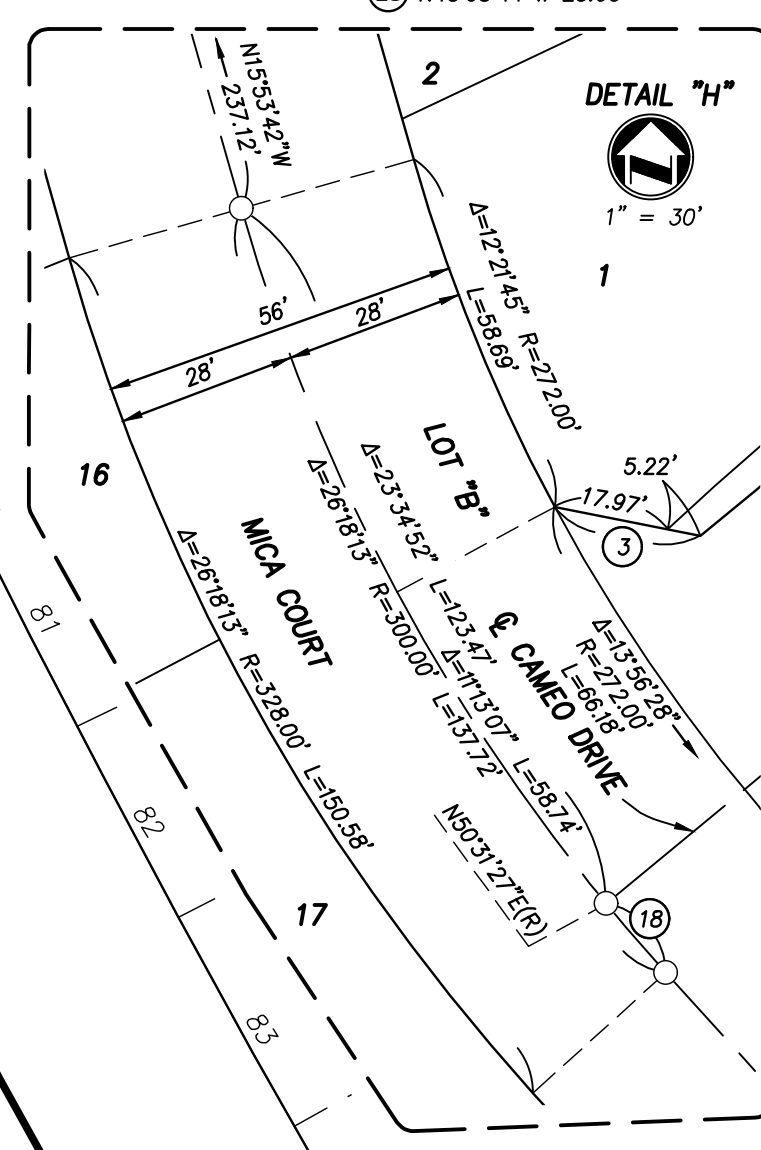 2
DETAIL "H"
1" = 30'
N15°53'42"W
237.12'
1
Δ=12°21'45" R=272.00'
L=58.69'
56'
28'
28'
LOT "B"
5.22'
17.97'
3
16
Δ=23°34'52" L=123.47'
Δ=26°18'13" R=300.00' L=137.72'
MICA COURT
Δ=26°18'13" R=328.00' L=150.58'
℄ CAMEO DRIVE
Δ=13°56'28"
R=272.00'
L=66.18'
Δ=11°13'07" L=58.74'
81
82
83
17
N50°31'27"E(R)
18